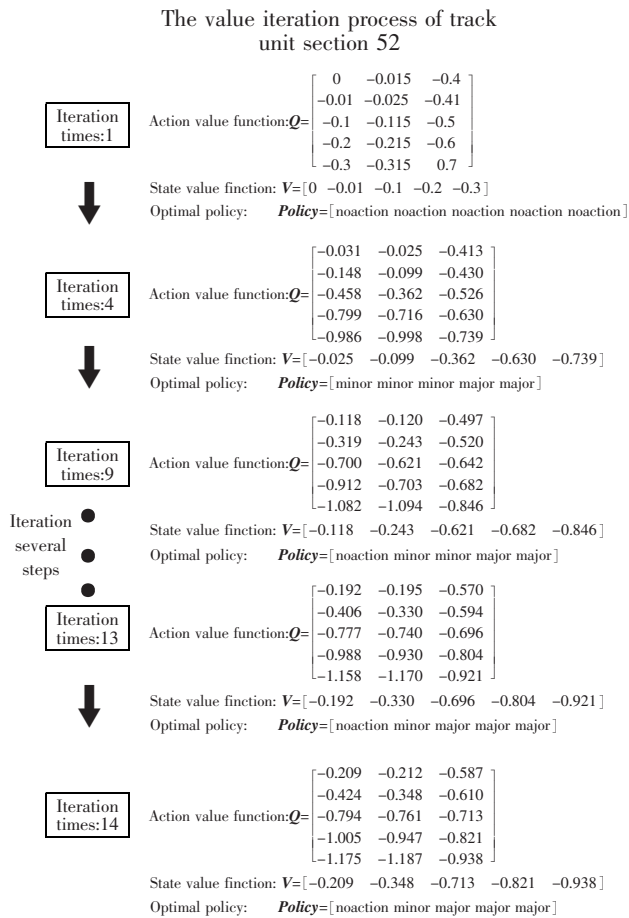 The value iteration process of track
unit section 52
Iteration
times:1
Action value function:Q=
0 −0.015 −0.4
−0.01 −0.025 −0.41
−0.1 −0.115 −0.5
−0.2 −0.215 −0.6
−0.3 −0.315 0.7
State value finction: V=[0 −0.01 −0.1 −0.2 −0.3]
Optimal policy: Policy=[noaction noaction noaction noaction noaction]
Iteration
times:4
Action value function:Q=
−0.031 −0.025 −0.413
−0.148 −0.099 −0.430
−0.458 −0.362 −0.526
−0.799 −0.716 −0.630
−0.986 −0.998 −0.739
State value finction: V=[−0.025 −0.099 −0.362 −0.630 −0.739]
Optimal policy: Policy=[minor minor minor major major]
Iteration
times:9
Action value function:Q=
−0.118 −0.120 −0.497
−0.319 −0.243 −0.520
−0.700 −0.621 −0.642
−0.912 −0.703 −0.682
−1.082 −1.094 −0.846
State value finction: V=[−0.118 −0.243 −0.621 −0.682 −0.846]
Optimal policy: Policy=[noaction minor minor major major]
Iteration
several
steps
Iteration
times:13
Action value function:Q=
−0.192 −0.195 −0.570
−0.406 −0.330 −0.594
−0.777 −0.740 −0.696
−0.988 −0.930 −0.804
−1.158 −1.170 −0.921
State value finction: V=[−0.192 −0.330 −0.696 −0.804 −0.921]
Optimal policy: Policy=[noaction minor major major major]
Iteration
times:14
Action value function:Q=
−0.209 −0.212 −0.587
−0.424 −0.348 −0.610
−0.794 −0.761 −0.713
−1.005 −0.947 −0.821
−1.175 −1.187 −0.938
State value finction: V=[−0.209 −0.348 −0.713 −0.821 −0.938]
Optimal policy: Policy=[noaction minor major major major]